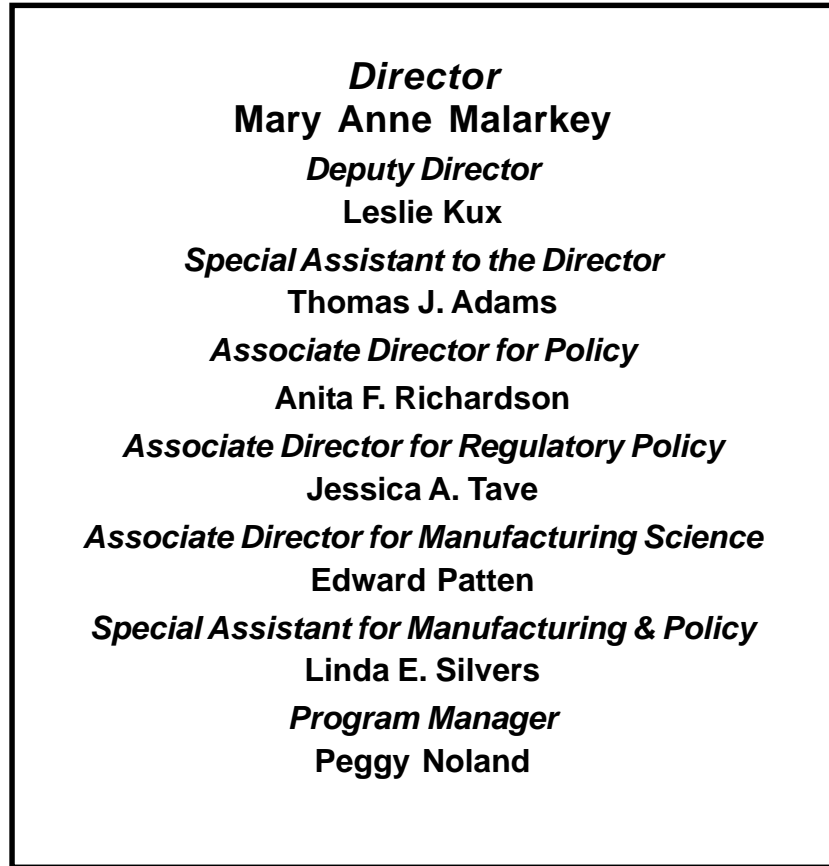 Director
Mary Anne Malarkey
Deputy Director
Leslie Kux
Special Assistant to the Director
Thomas J. Adams
Associate Director for Policy
Anita F. Richardson
Associate Director for Regulatory Policy
Jessica A. Tave
Associate Director for Manufacturing Science
Edward Patten
Special Assistant for Manufacturing & Policy
Linda E. Silvers
Program Manager
Peggy Noland